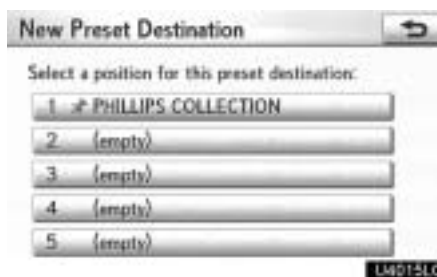 New Preset Destination
Select a position for this preset destination:
1 PHILLIPS COLLECTION
2 (empty)
3 (empty)
4 (empty)
5 (empty)
U4015LG